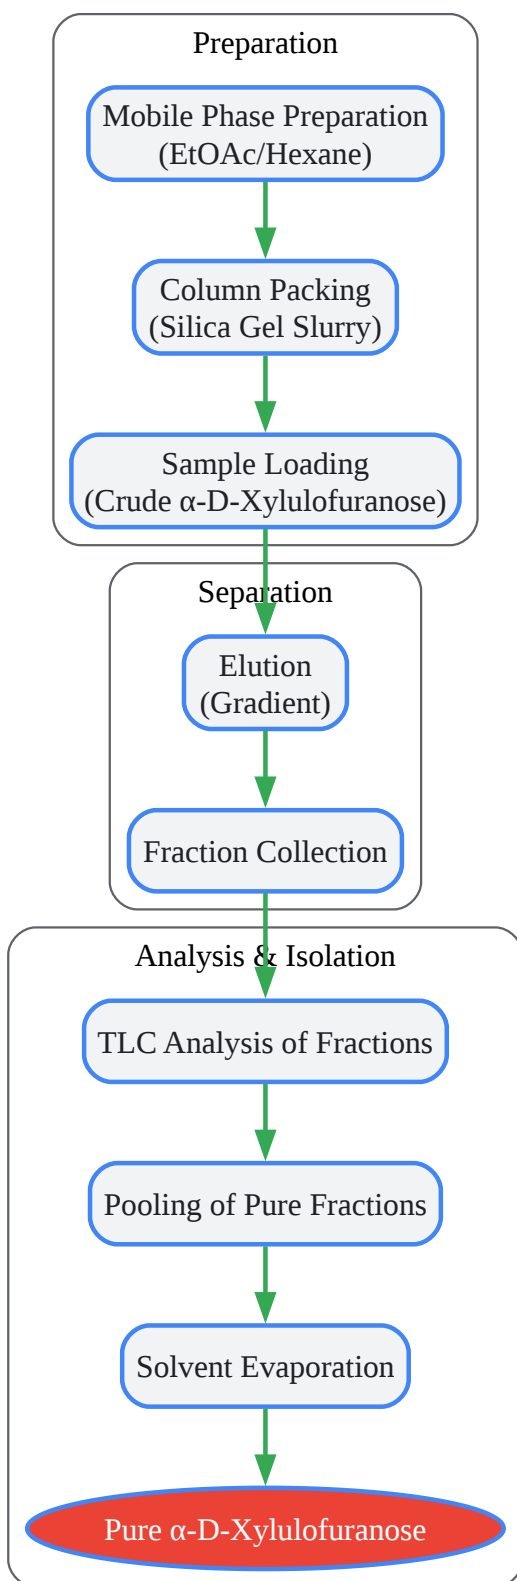 Preparation
Mobile Phase Preparation
(EtOAc/Hexane)
Column Packing
(Silica Gel Slurry)
Sample Loading
(Crude α-D-Xylulofuranose)
Separation
Elution
(Gradient)
Fraction Collection
Analysis & Isolation
TLC Analysis of Fractions
Pooling of Pure Fractions
Solvent Evaporation
Pure α-D-Xylulofuranose